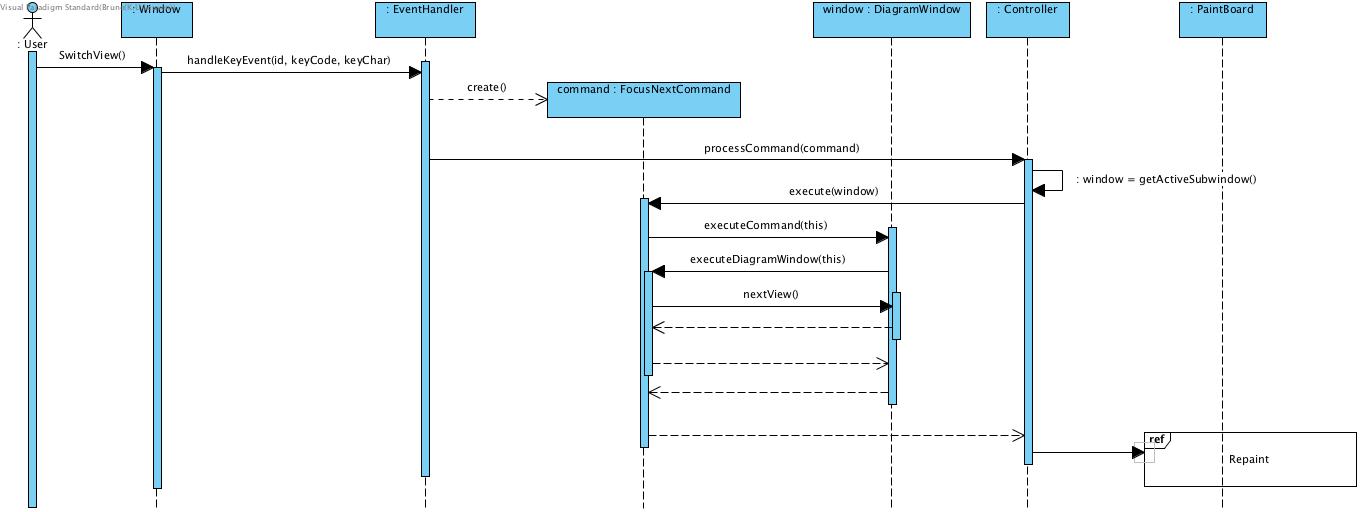 Visual Paradigm Standard(Brun
: Window
: EventHandler
window : DiagramWindow
: Controller
: PaintBoard
: User
SwitchView()
handleKeyEvent(id, keyCode, keyChar)
create()
command : FocusNextCommand
processCommand(command)
: window = getActiveSubwindow()
execute(window)
executeCommand(this)
executeDiagramWindow(this)
nextView()
ref
Repaint